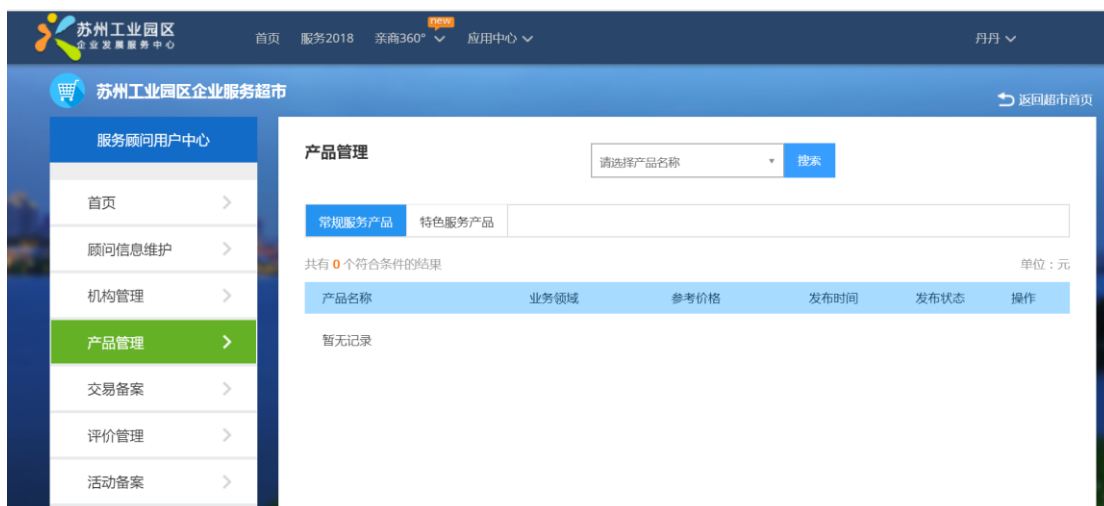 苏州工业园区
企业发展服务中心
首页 服务2018 亲商360° new 应用中心
丹丹
苏州工业园区企业服务超市
返回超市首页
服务顾问用户中心
首页
顾问信息维护
机构管理
产品管理
交易备案
评价管理
活动备案
产品管理
请选择产品名称 搜索
常规服务产品 特色服务产品
共有 0 个符合条件的结果 单位：元
产品名称 业务领域 参考价格 发布时间 发布状态 操作
暂无记录